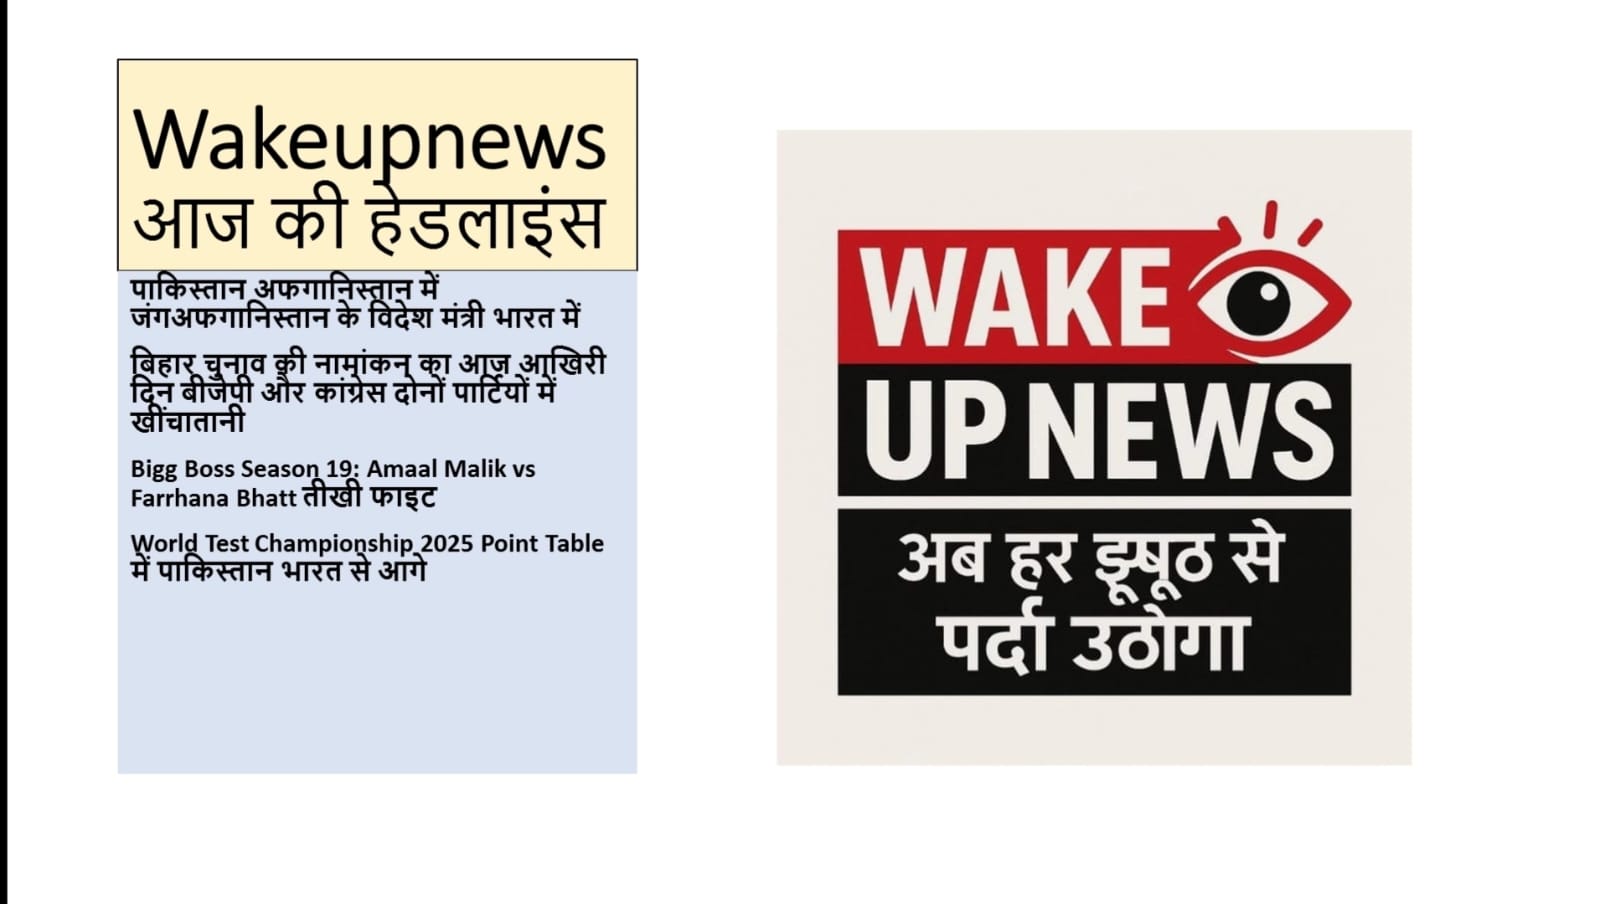 Wakeupnews
आज की हेडलाइंस
पाकिस्तान अफगानिस्तान में
जंगअफगानिस्तान के विदेश मंत्री भारत में
बिहार चुनाव की नामांकन का आज आखिरी
दिन बीजेपी और कांग्रेस दोनों पार्टियों में
खींचातानी
Bigg Boss Season 19: Amaal Malik vs
Farrhana Bhatt तीखी फाइट
World Test Championship 2025 Point Table
में पाकिस्तान भारत से आगे
WAKE
UP NEWS
अब हर झूषूठ से
पर्दा उठोगा